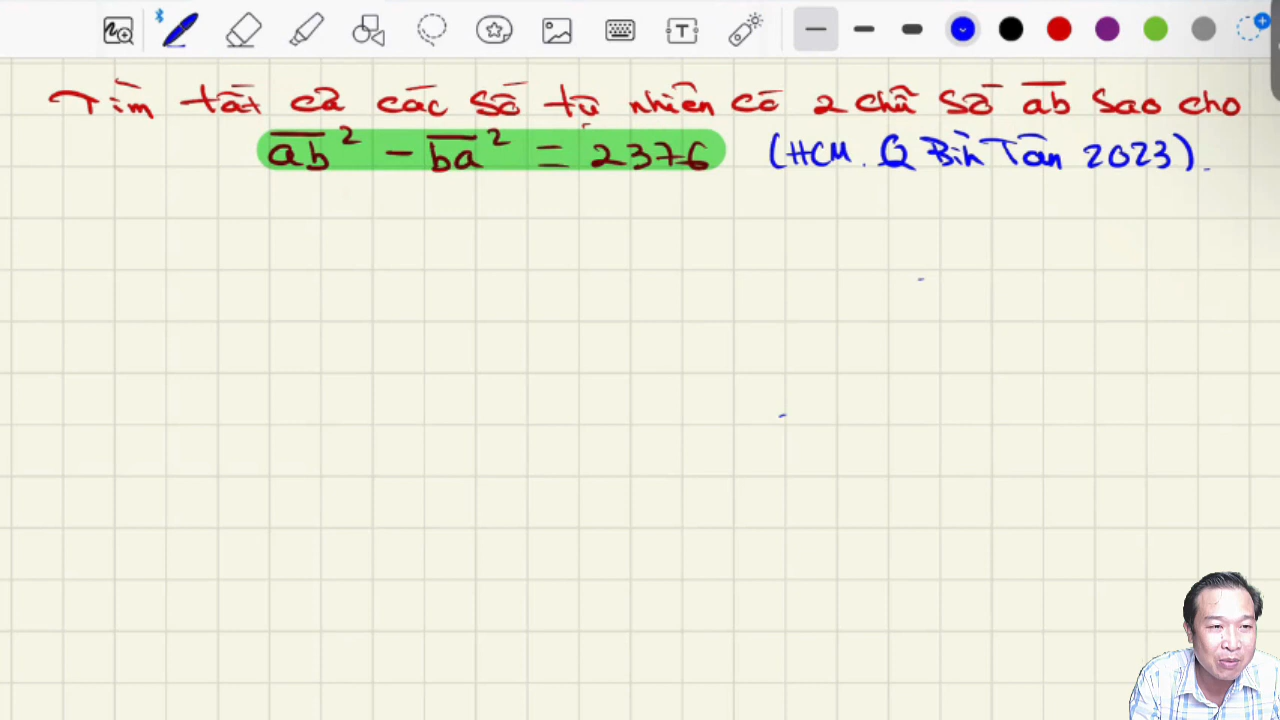 Tìm tất cả các số tự nhiên có 2 chữ số ab sao cho
ab² - ba² = 2376 (HCM. Q Bìh Tân 2023).